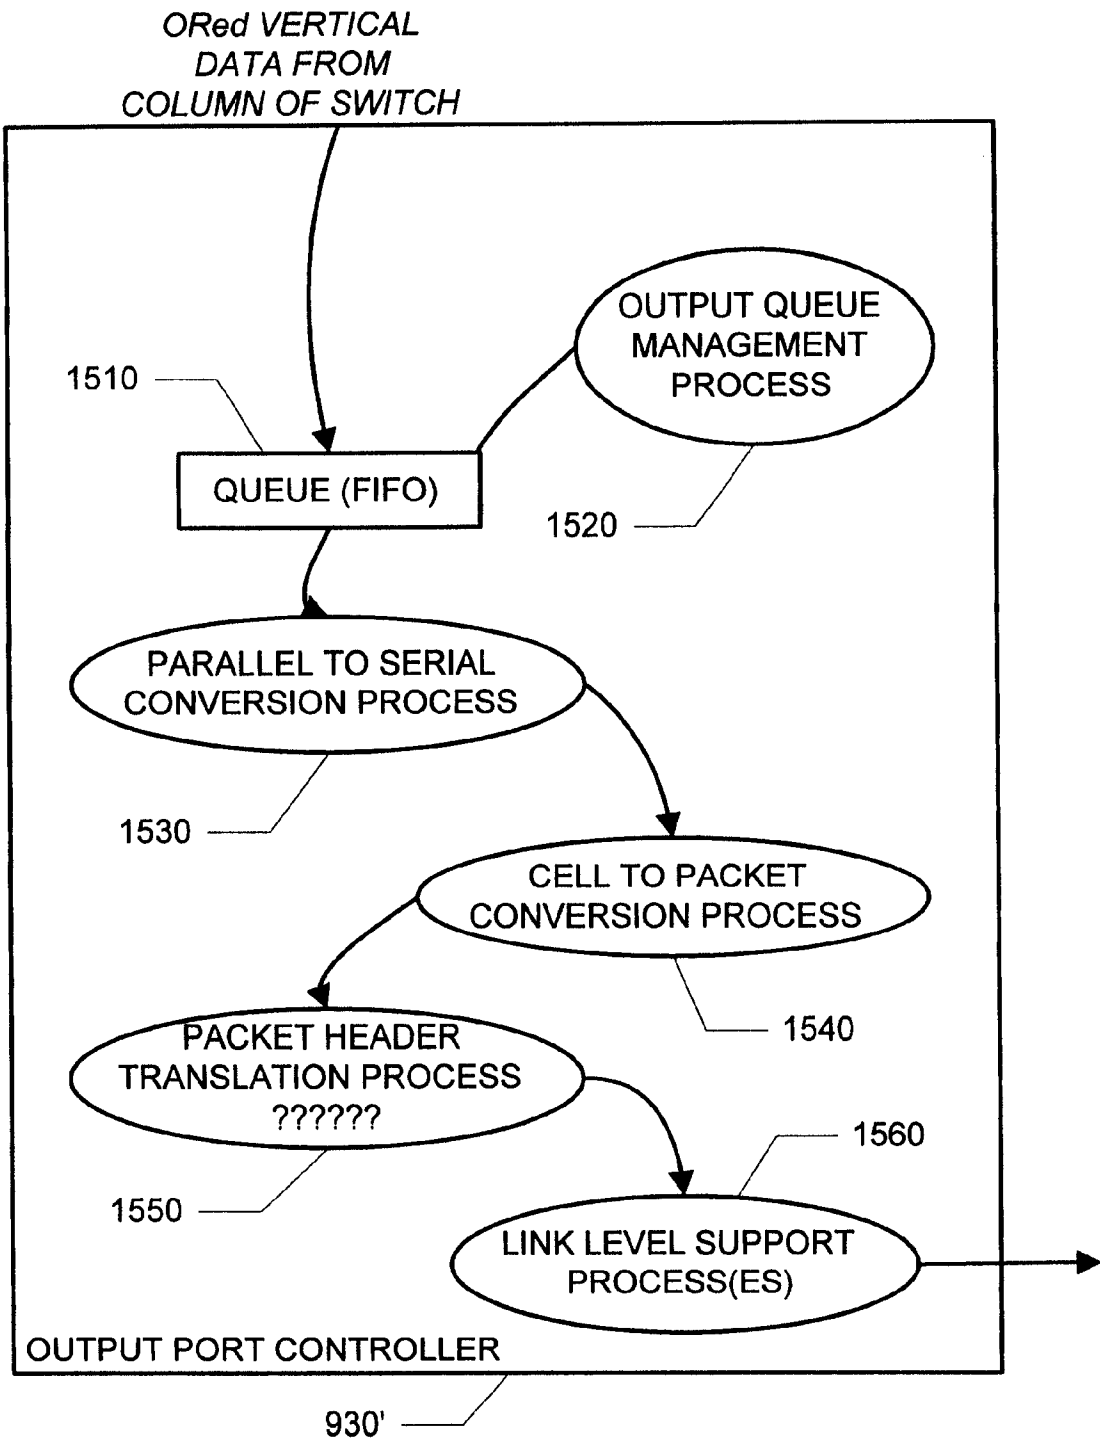 ORed VERTICAL
DATA FROM
COLUMN OF SWITCH
OUTPUT QUEUE
MANAGEMENT
PROCESS
1510
QUEUE (FIFO)
1520
PARALLEL TO SERIAL
CONVERSION PROCESS
1530
CELL TO PACKET
CONVERSION PROCESS
1540
PACKET HEADER
TRANSLATION PROCESS
??????
1560
1550
LINK LEVEL SUPPORT
PROCESS(ES)
OUTPUT PORT CONTROLLER
930'